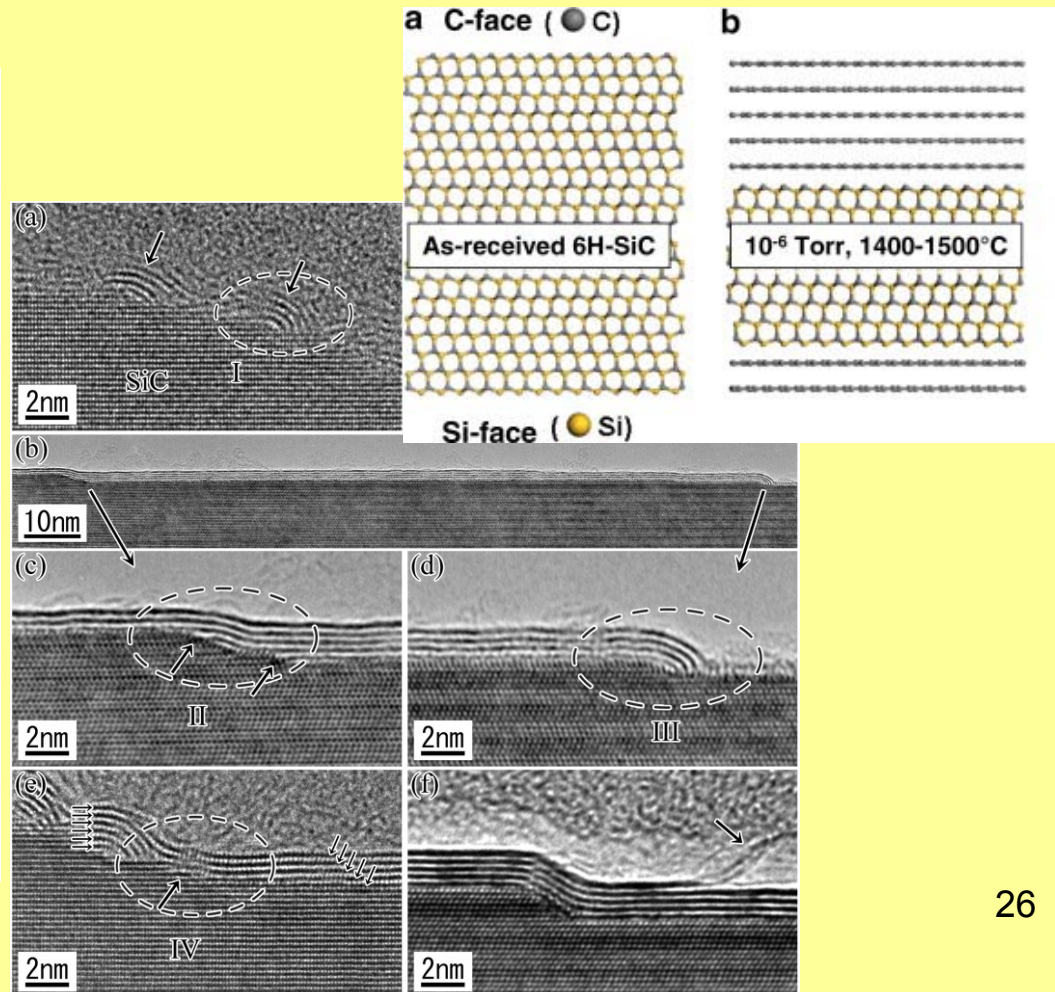 a C-face ( C)
b
As-received 6H-SiC
10⁻⁶ Torr, 1400-1500°C
Si-face ( Si)
(a)
SiC
I
2nm
(b)
10nm
(c)
II
2nm
(d)
III
2nm
(e)
IV
2nm
(f)
2nm
26